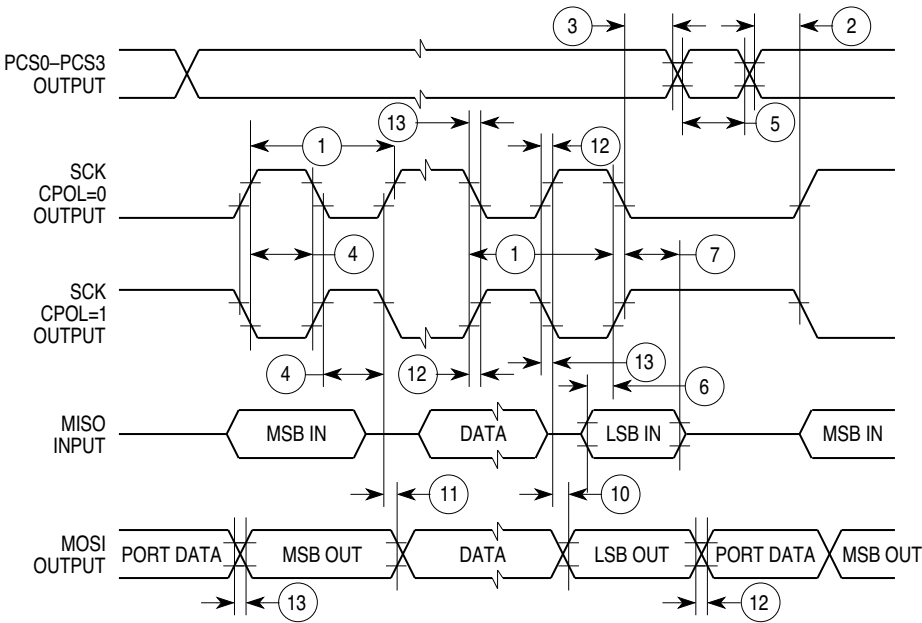 3
2
PCS0–PCS3
OUTPUT
5
13
12
1
SCK
CPOL=0
OUTPUT
4
1
7
SCK
CPOL=1
OUTPUT
4
12
13
6
MISO
INPUT
MSB IN
DATA
LSB IN
MSB IN
11
10
MOSI
OUTPUT
PORT DATA
MSB OUT
DATA
LSB OUT
PORT DATA
MSB OUT
13
12